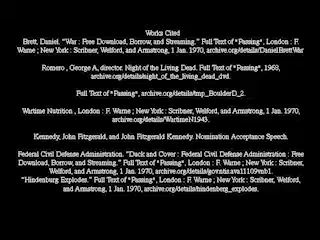 Works Cited
Brett, Daniel. "War : Free Download, Borrow, and Streaming." Full Text of "Passing", London : F.
Warne ; New York : Scribner, Welford, and Armstrong, 1 Jan. 1970, archive.org/details/DanielBrettWar
Romero , George A, director. Night of the Living Dead. Full Text of "Passing", 1968,
archive.org/details/night_of_the_living_dead_dvd.
Full Text of "Passing", archive.org/details/tmp_BoulderD_2.
Wartime Nutrition , London : F. Warne ; New York : Scribner, Welford, and Armstrong, 1 Jan. 1970,
archive.org/details/WartimeN1943.
Kennedy, John Fitzgerald, and John Fitzgerald Kennedy. Nomination Acceptance Speech.
Federal Civil Defense Administration. "Duck and Cover : Federal Civil Defense Administration : Free
Download, Borrow, and Streaming." Full Text of "Passing", London : F. Warne ; New York : Scribner,
Welford, and Armstrong, 1 Jan. 1970, archive.org/details/gov.ntis.ava11109vnb1.
"Hindenburg Explodes." Full Text of "Passing", London : F. Warne ; New York : Scribner, Welford,
and Armstrong, 1 Jan. 1970, archive.org/details/hindenberg_explodes.